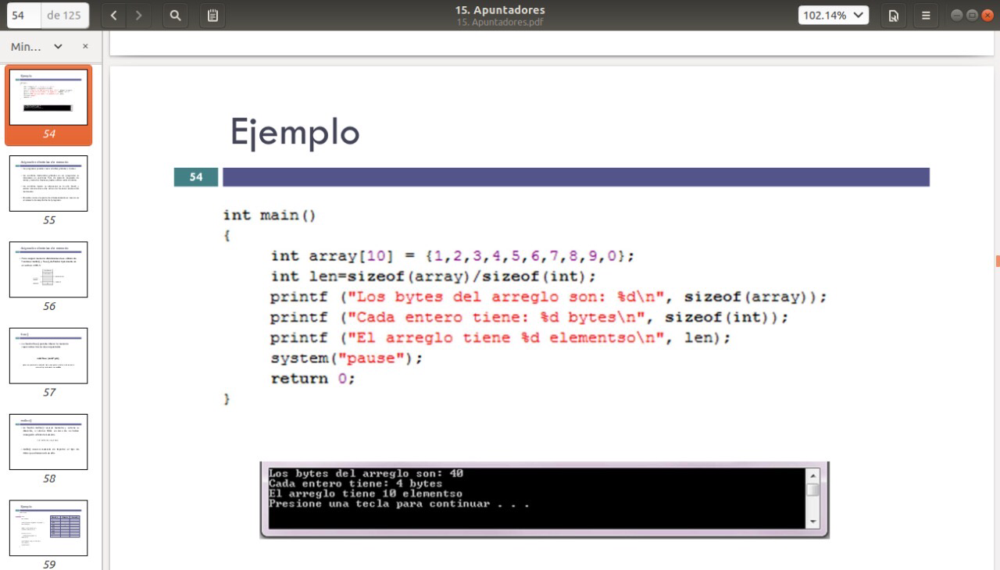 54 de 125
15. Apuntadores
15. Apuntadores.pdf
102.14%
Min...
54
55
56
57
58
59
Ejemplo
54
int main()
{
int array[10] = {1,2,3,4,5,6,7,8,9,0};
int len=sizeof(array)/sizeof(int);
printf ("Los bytes del arreglo son: %d\n", sizeof(array));
printf ("Cada entero tiene: %d bytes\n", sizeof(int));
printf ("El arreglo tiene %d elementso\n", len);
system("pause");
return 0;
}
Los bytes del arreglo son: 40
Cada entero tiene: 4 bytes
El arreglo tiene 10 elementso
Presione una tecla para continuar . . .